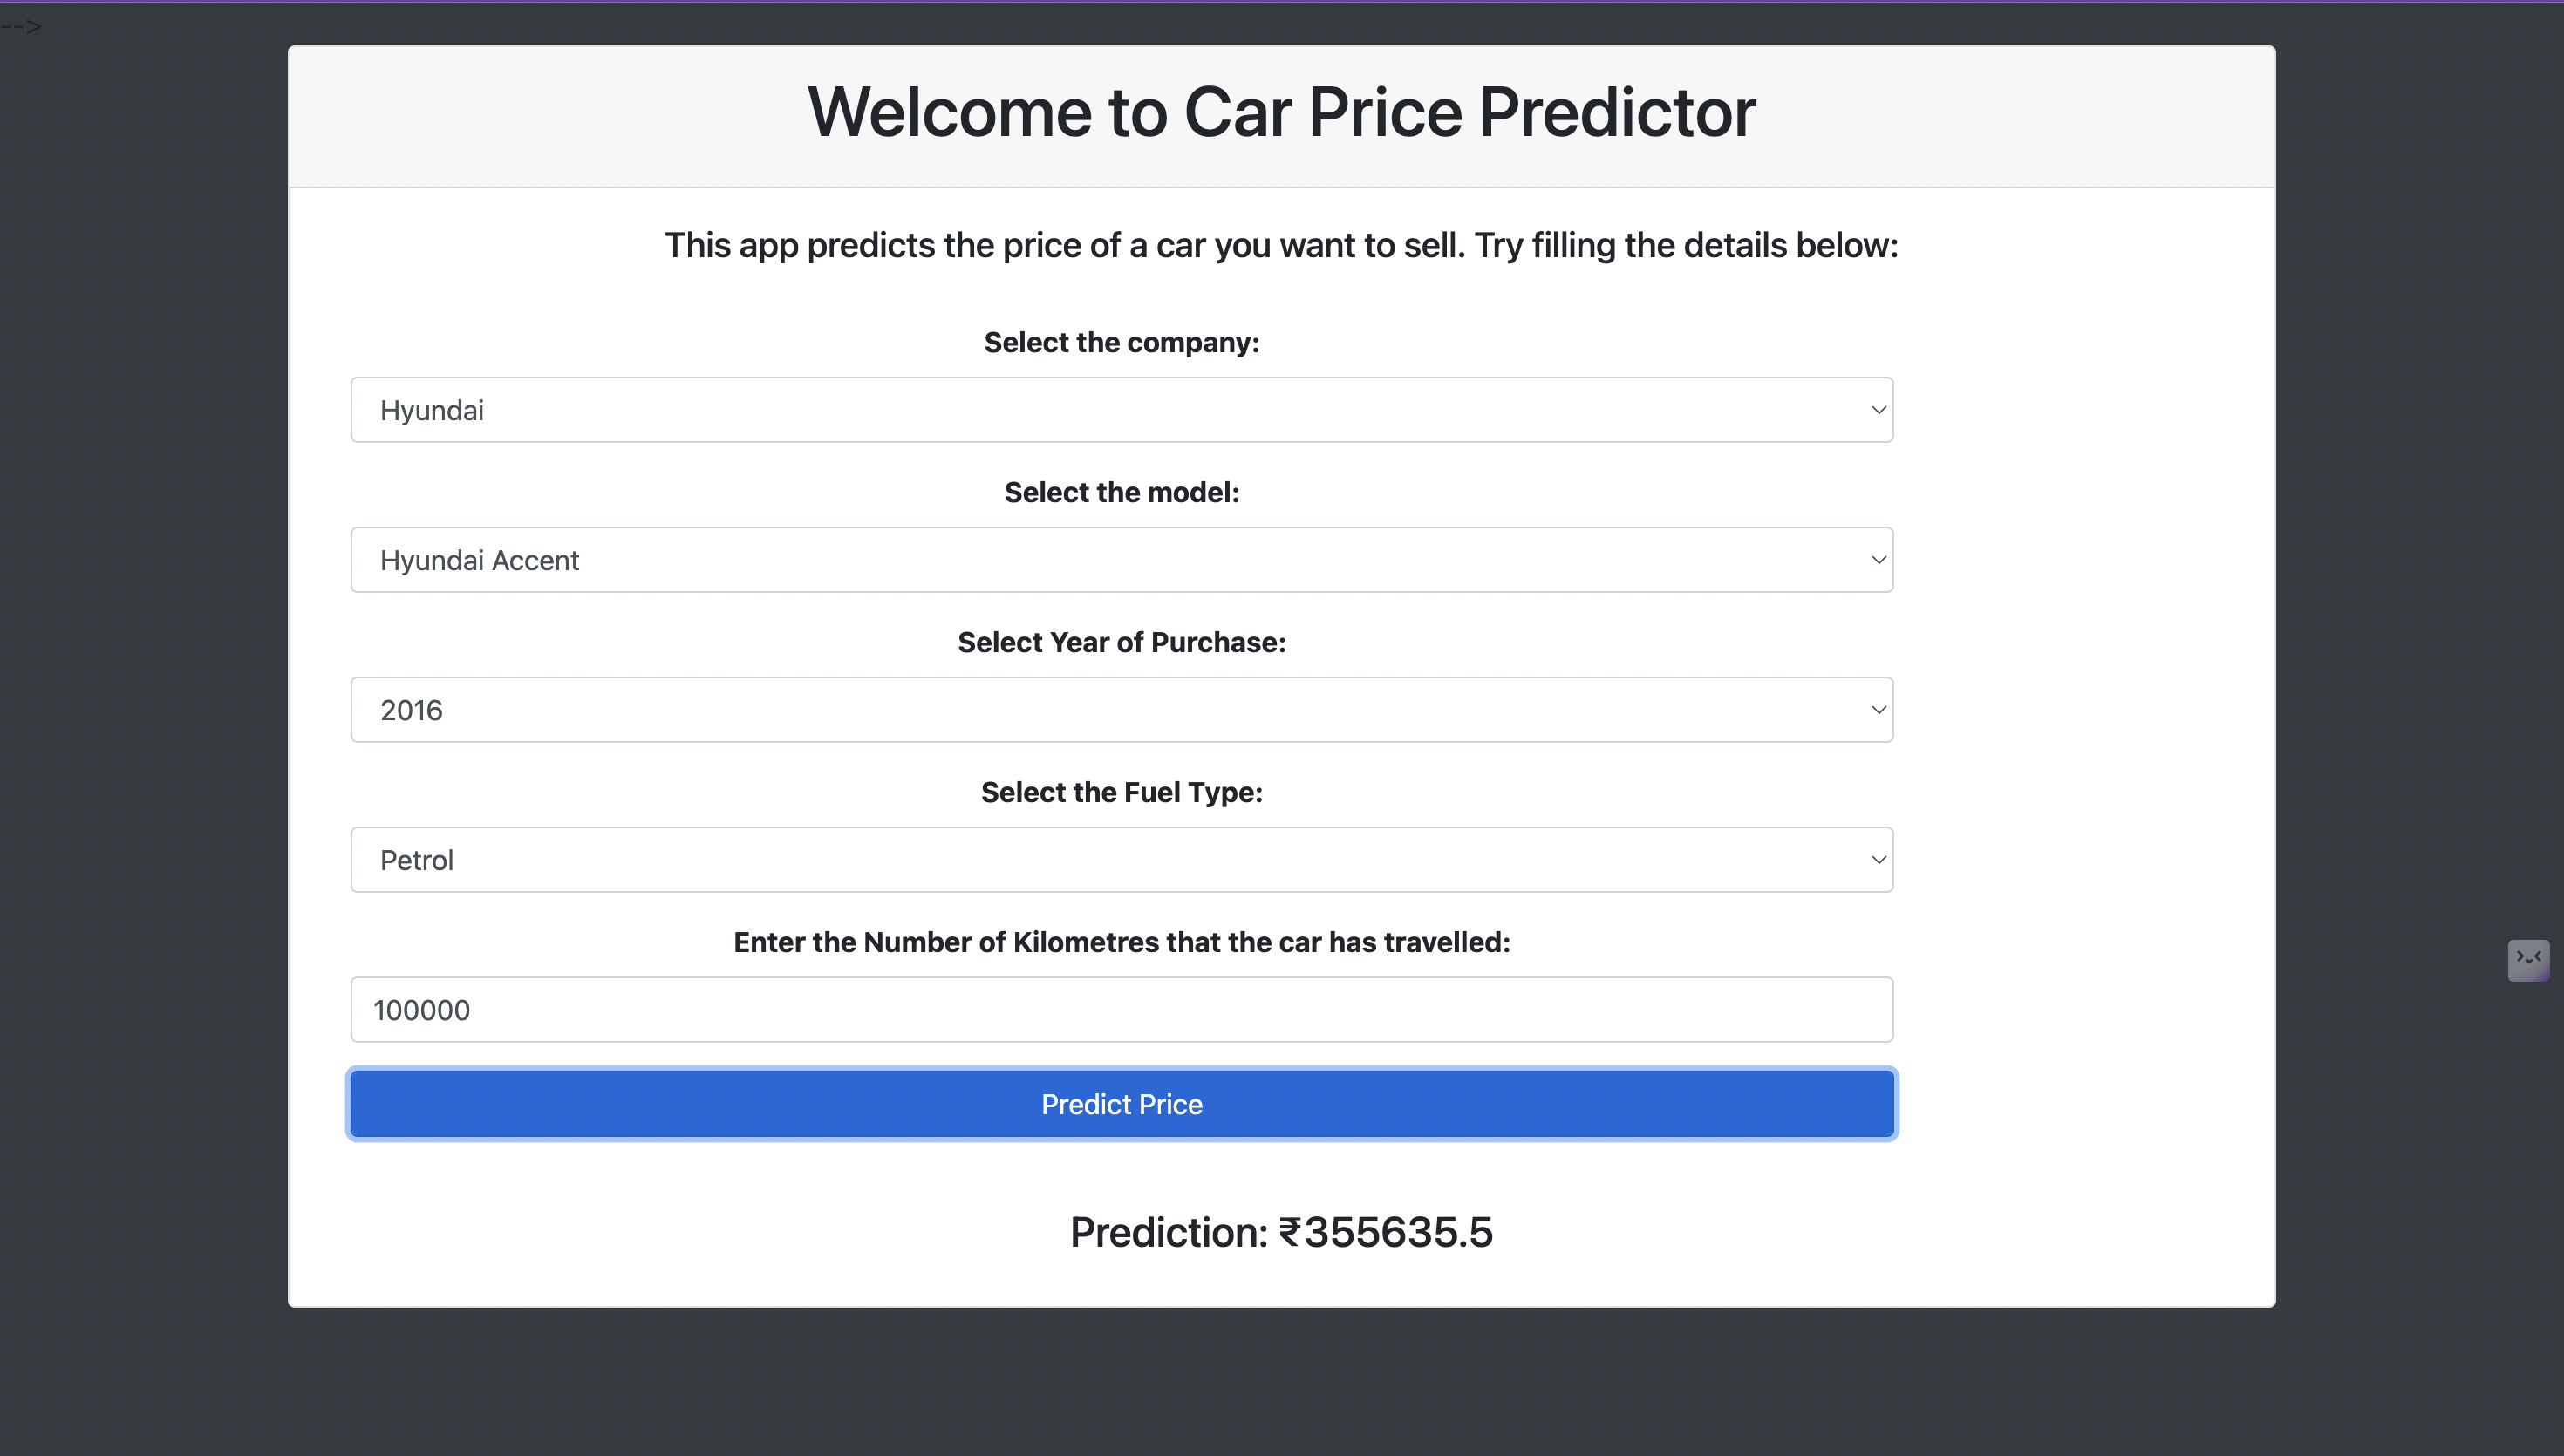 -->
Welcome to Car Price Predictor
This app predicts the price of a car you want to sell. Try filling the details below:
Select the company:
Hyundai
Select the model:
Hyundai Accent
Select Year of Purchase:
2016
Select the Fuel Type:
Petrol
Enter the Number of Kilometres that the car has travelled:
100000
Predict Price
Prediction: ₹355635.5